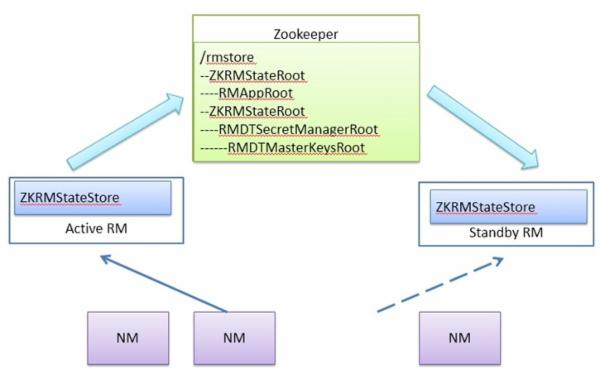 Zookeeper
/rmstore
--ZKRMStateRoot
----RMAppRoot
--ZKRMStateRoot
----RMDTSecretManagerRoot
------RMDTMasterKeysRoot
ZKRMStateStore
Active RM
ZKRMStateStore
Standby RM
NM
NM
NM